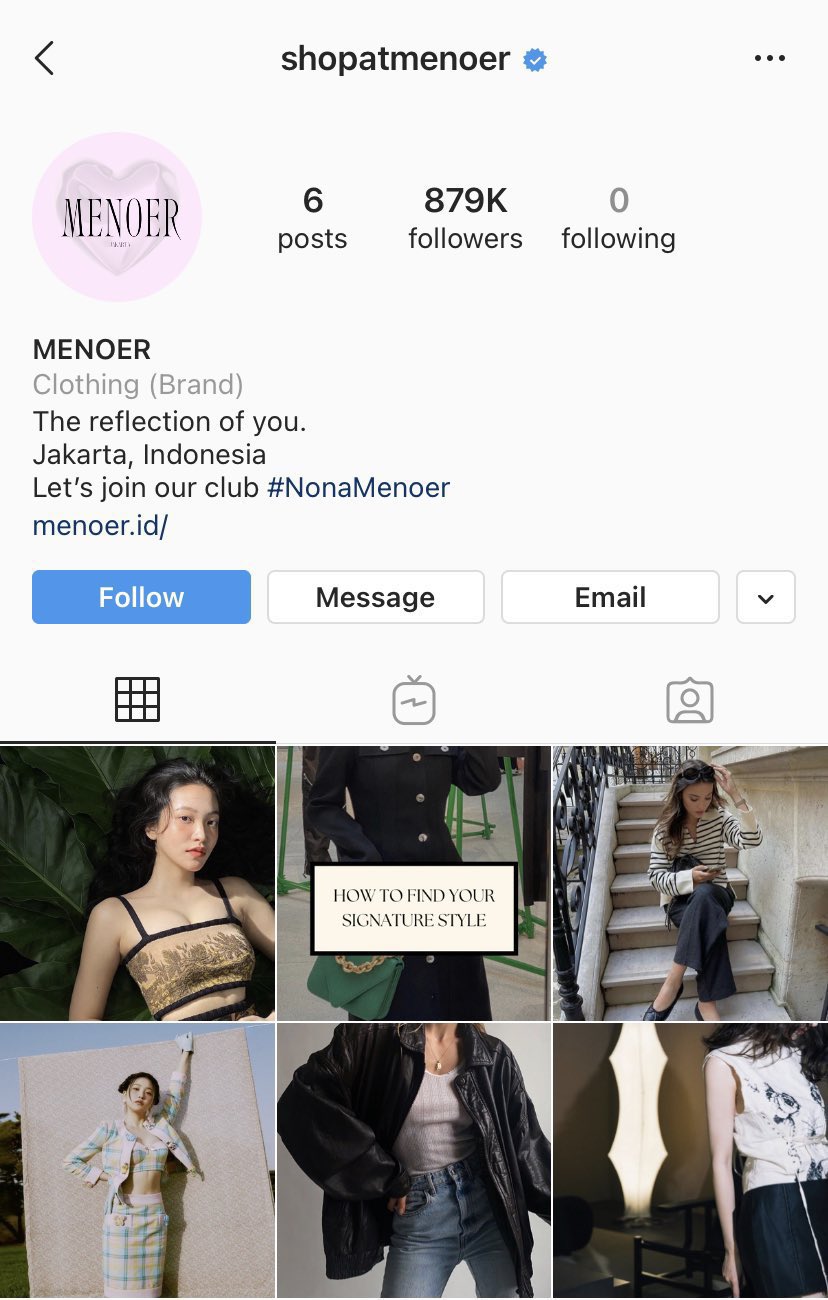 shopatmenoer
MENOER
JAKARTA
6
posts
879K
followers
0
following
MENOER
Clothing (Brand)
The reflection of you.
Jakarta, Indonesia
Let’s join our club #NonaMenoer
menoer.id/
Follow
Message
Email
HOW TO FIND YOUR
SIGNATURE STYLE